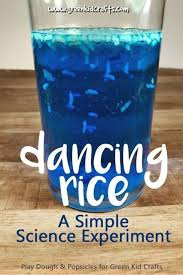 www.greenkidcrafts.com
dancing
rice
A Simple
Science Experiment
Play Dough & Popsicles for Green Kid Crafts